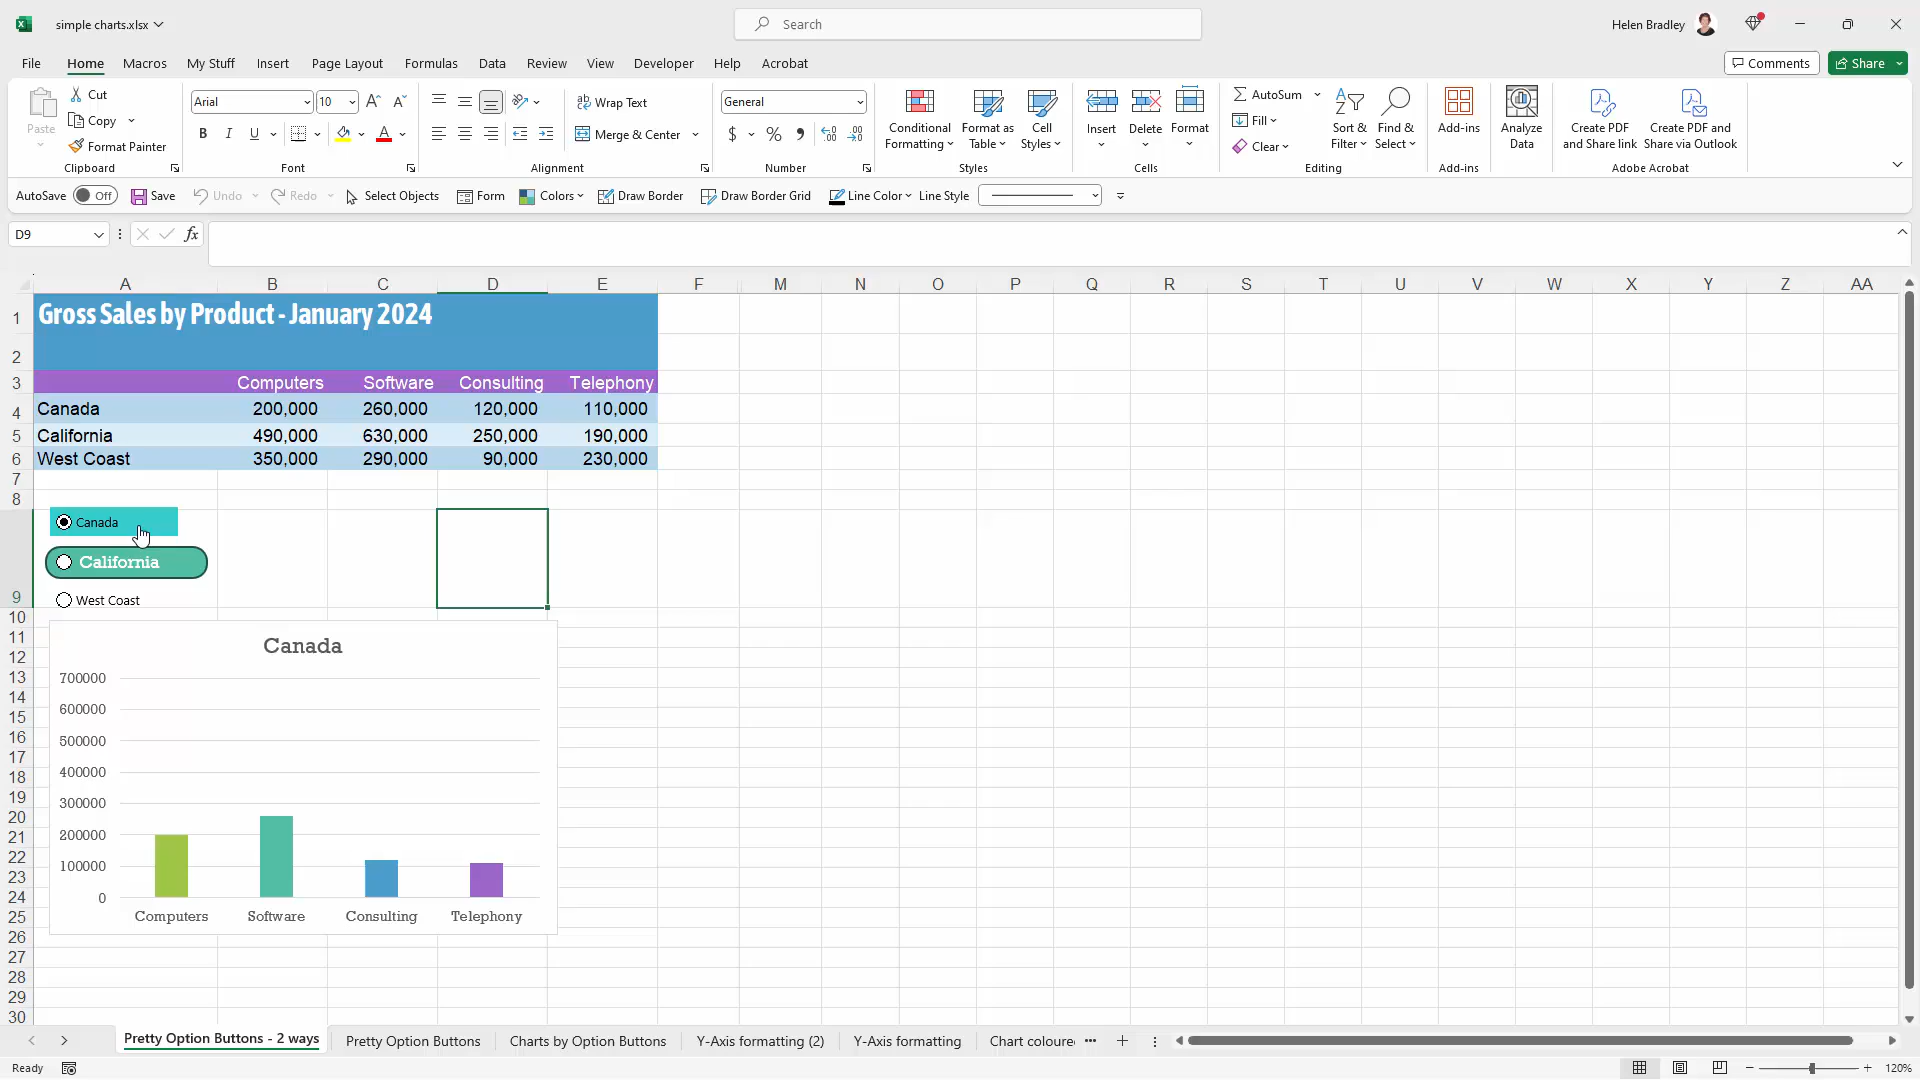 simple charts.xlsx
Search
Helen Bradley
File Home Macros My Stuff Insert Page Layout Formulas Data Review View Developer Help Acrobat
Comments Share
Paste
Cut
Copy
Format Painter
Clipboard
Arial 10
B I U A
Font
Wrap Text
Merge & Center
Alignment
General
$ % ,
Number
Conditional Formatting
Format as Table
Cell Styles
Styles
Insert Delete Format
Cells
AutoSum
Fill
Clear
Sort & Filter
Find & Select
Editing
Add-ins
Add-ins
Analyze Data
Create PDF and Share link
Create PDF and Share via Outlook
Adobe Acrobat
AutoSave Off Save Undo Redo Select Objects Form Colors Draw Border Draw Border Grid Line Color Line Style
D9 fx
A B C D E F M N O P Q R S T U V W X Y Z AA
1 Gross Sales by Product - January 2024
2
3 Computers Software Consulting Telephony
4 Canada 200,000 260,000 120,000 110,000
5 California 490,000 630,000 250,000 190,000
6 West Coast 350,000 290,000 90,000 230,000
7
8
Canada
California
9 West Coast
10
11 Canada
12
13 700000
14
15 600000
16 500000
17
18 400000
19 300000
20
21 200000
22
23 100000
24 0
25 Computers Software Consulting Telephony
26
27
28
29
30
Pretty Option Buttons - 2 ways Pretty Option Buttons Charts by Option Buttons Y-Axis formatting (2) Y-Axis formatting Chart coloure
Ready 120%